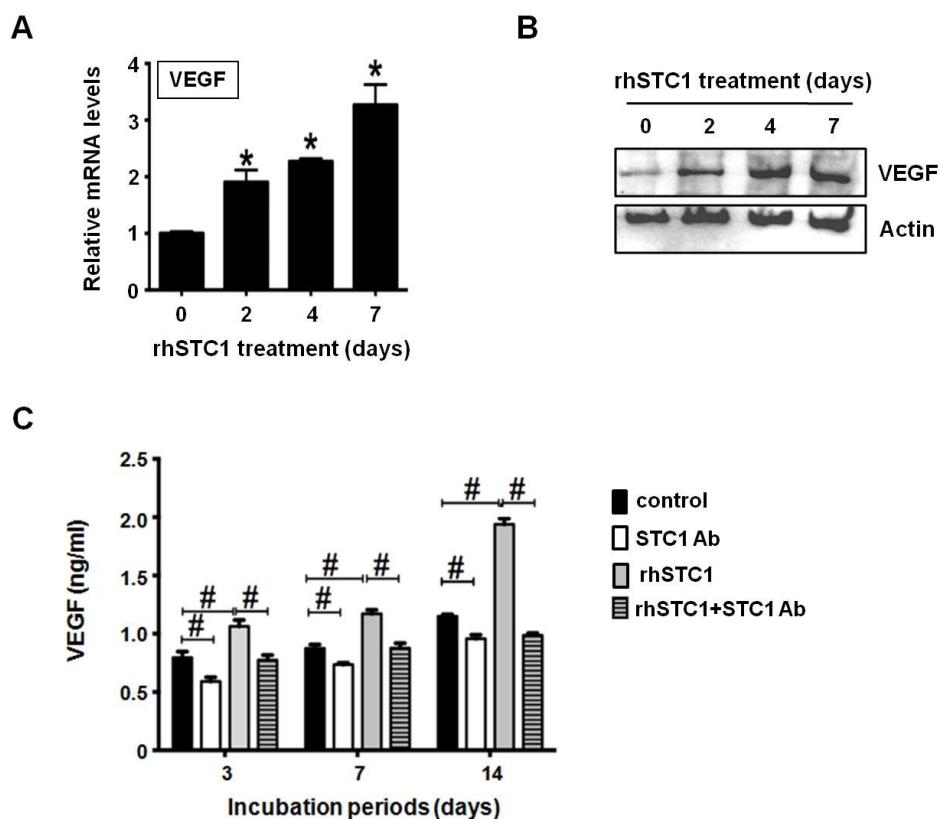 A
Relative mRNA levels
4
3
2
1
0
VEGF
*
*
*
0 2 4 7
rhSTC1 treatment (days)
B
rhSTC1 treatment (days)
0 2 4 7
VEGF
Actin
C
VEGF (ng/ml)
2.5
2.0
1.5
1.0
0.5
0
# # #
# # #
# # #
3 7 14
Incubation periods (days)
control
STC1 Ab
rhSTC1
rhSTC1+STC1 Ab